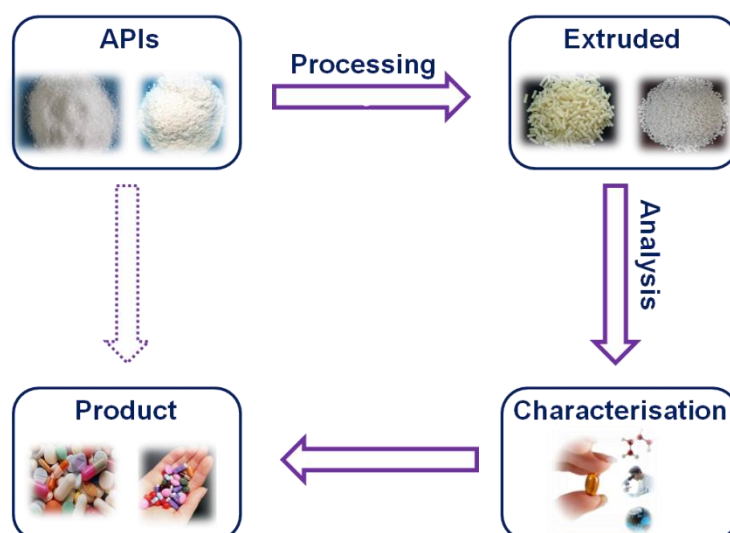 APIs
Processing
Extruded
Analysis
Product
Characterisation